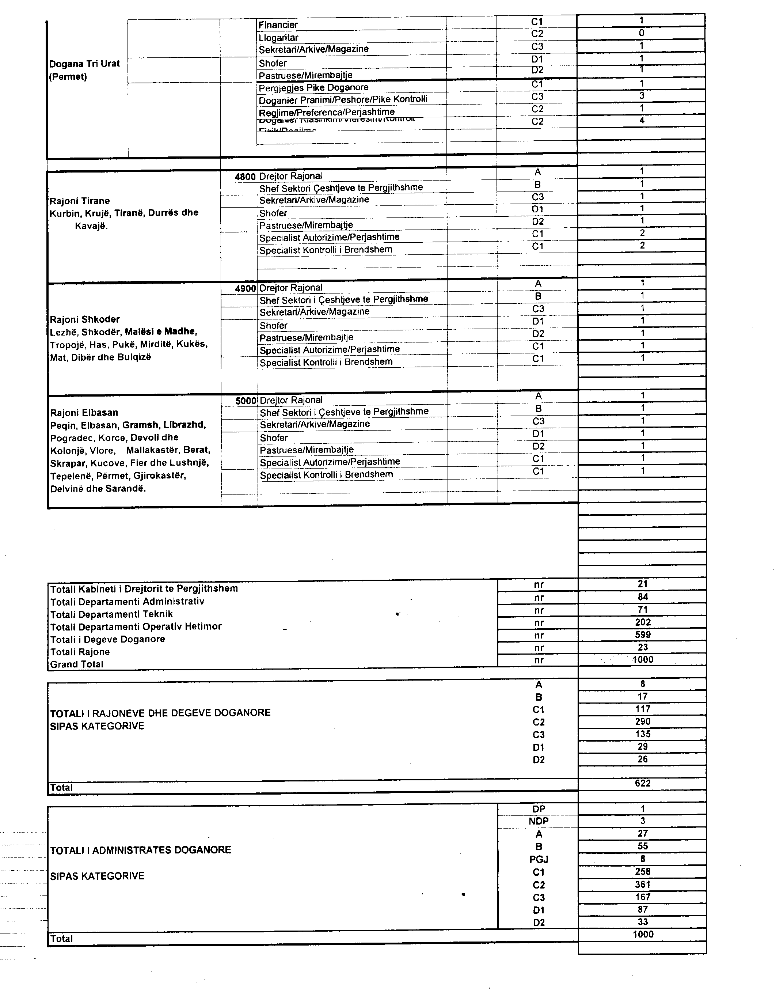 Financier C1 1
Llogaritar C2 0
Sekretari/Arkive/Magazine C3 1
Dogana Tri Urat Shofer D1 1
(Permet) Pastruese/Mirembajtje D2 1
Pergjegjes Pike Doganore C1 1
Doganier Pranimi/Peshore/Pike Kontrolli C3 3
Regjime/Preferenca/Perjashtime C2 1
C2 4
4800 Drejtor Rajonal A 1
Shef Sektori Çeshtjeve te Pergjithshme B 1
Rajoni Tirane Sekretari/Arkive/Magazine C3 1
Kurbin, Krujë, Tiranë, Durrës dhe Shofer D1 1
Kavajë. Pastruese/Mirembajtje D2 1
Specialist Autorizime/Perjashtime C1 2
Specialist Kontrolli i Brendshem C1 2
4900 Drejtor Rajonal A 1
Shef Sektori i Çeshtjeve te Pergjithshme B 1
Rajoni Shkoder Sekretari/Arkive/Magazine C3 1
Lezhë, Shkodër, Malësi e Madhe, Shofer D1 1
Tropojë, Has, Pukë, Mirditë, Kukës, Pastruese/Mirembajtje D2 1
Mat, Dibër dhe Bulqizë Specialist Autorizime/Perjashtime C1 1
Specialist Kontrolli i Brendshem C1 1
5000 Drejtor Rajonal A 1
Rajoni Elbasan Shef Sektori i Çeshtjeve te Pergjithshme B 1
Peqin, Elbasan, Gramsh, Librazhd, Sekretari/Arkive/Magazine C3 1
Pogradec, Korce, Devoll dhe Shofer D1 1
Kolonjë, Vlore, Mallakastër, Berat, Pastruese/Mirembajtje D2 1
Skrapar, Kucove, Fier dhe Lushnjë, Specialist Autorizime/Perjashtime C1 1
Tepelenë, Përmet, Gjirokastër, Specialist Kontrolli i Brendshem C1 1
Delvinë dhe Sarandë.
Totali Kabineti i Drejtorit te Pergjithshem nr 21
Totali Departamenti Administrativ nr 84
Totali Departamenti Teknik nr 71
Totali Departamenti Operativ Hetimor nr 202
Totali i Degeve Doganore nr 599
Totali Rajone nr 23
Grand Total nr 1000
A 8
B 17
TOTALI I RAJONEVE DHE DEGEVE DOGANORE C1 117
SIPAS KATEGORIVE C2 290
C3 135
D1 29
D2 26
Total 622
DP 1
NDP 3
A 27
TOTALI I ADMINISTRATES DOGANORE B 55
PGJ 8
SIPAS KATEGORIVE C1 258
C2 361
C3 167
D1 87
D2 33
Total 1000